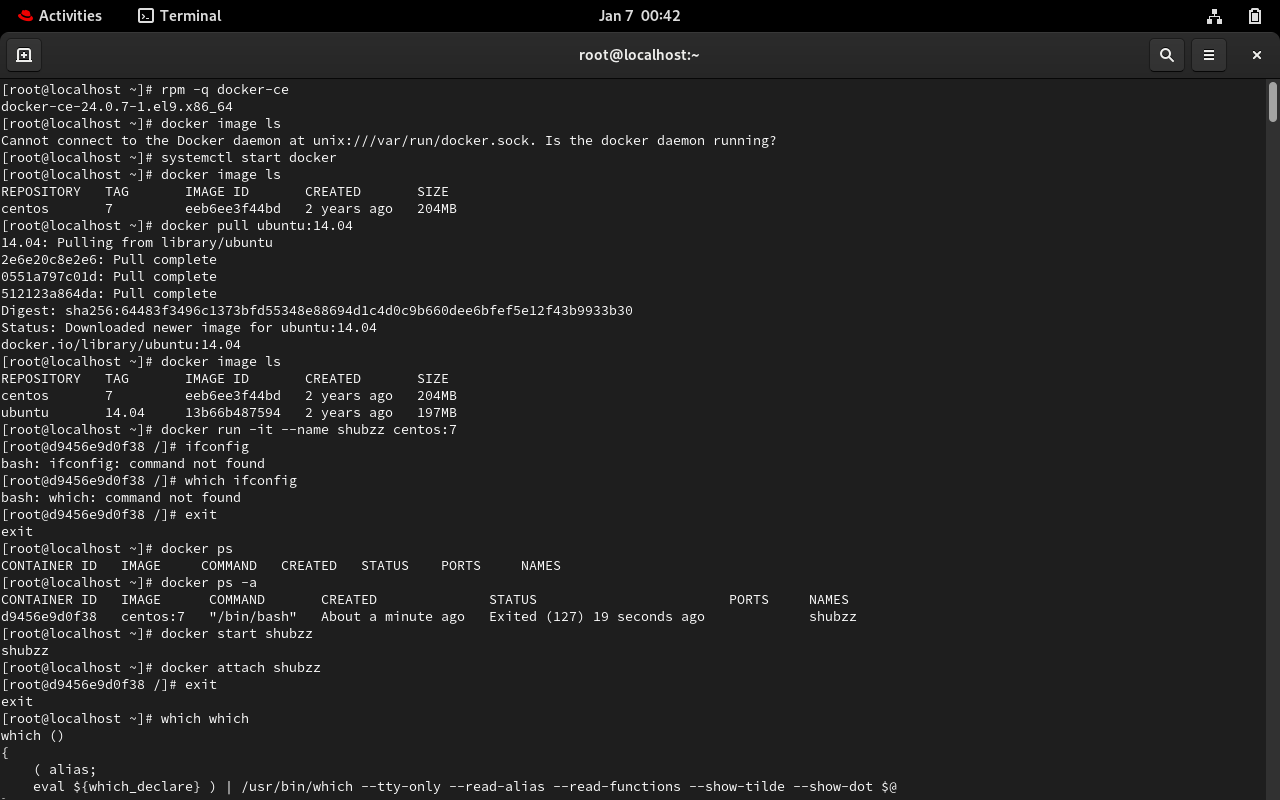 Activities Terminal Jan 7 00:42
root@localhost:~
[root@localhost ~]# rpm -q docker-ce
docker-ce-24.0.7-1.el9.x86_64
[root@localhost ~]# docker image ls
Cannot connect to the Docker daemon at unix:///var/run/docker.sock. Is the docker daemon running?
[root@localhost ~]# systemctl start docker
[root@localhost ~]# docker image ls
REPOSITORY   TAG       IMAGE ID       CREATED       SIZE
centos       7         eeb6ee3f44bd   2 years ago   204MB
[root@localhost ~]# docker pull ubuntu:14.04
14.04: Pulling from library/ubuntu
2e6e20c8e2e6: Pull complete
0551a797c01d: Pull complete
512123a864da: Pull complete
Digest: sha256:64483f3496c1373bfd55348e88694d1c4d0c9b660dee6bfef5e12f43b9933b30
Status: Downloaded newer image for ubuntu:14.04
docker.io/library/ubuntu:14.04
[root@localhost ~]# docker image ls
REPOSITORY   TAG       IMAGE ID       CREATED       SIZE
centos       7         eeb6ee3f44bd   2 years ago   204MB
ubuntu       14.04     13b66b487594   2 years ago   197MB
[root@localhost ~]# docker run -it --name shubzz centos:7
[root@d9456e9d0f38 /]# ifconfig
bash: ifconfig: command not found
[root@d9456e9d0f38 /]# which ifconfig
bash: which: command not found
[root@d9456e9d0f38 /]# exit
exit
[root@localhost ~]# docker ps
CONTAINER ID   IMAGE     COMMAND   CREATED   STATUS    PORTS     NAMES
[root@localhost ~]# docker ps -a
CONTAINER ID   IMAGE      COMMAND       CREATED              STATUS                        PORTS     NAMES
d9456e9d0f38   centos:7   "/bin/bash"   About a minute ago   Exited (127) 19 seconds ago             shubzz
[root@localhost ~]# docker start shubzz
shubzz
[root@localhost ~]# docker attach shubzz
[root@d9456e9d0f38 /]# exit
exit
[root@localhost ~]# which which
which ()
{
    ( alias;
    eval ${which_declare} ) | /usr/bin/which --tty-only --read-alias --read-functions --show-tilde --show-dot $@